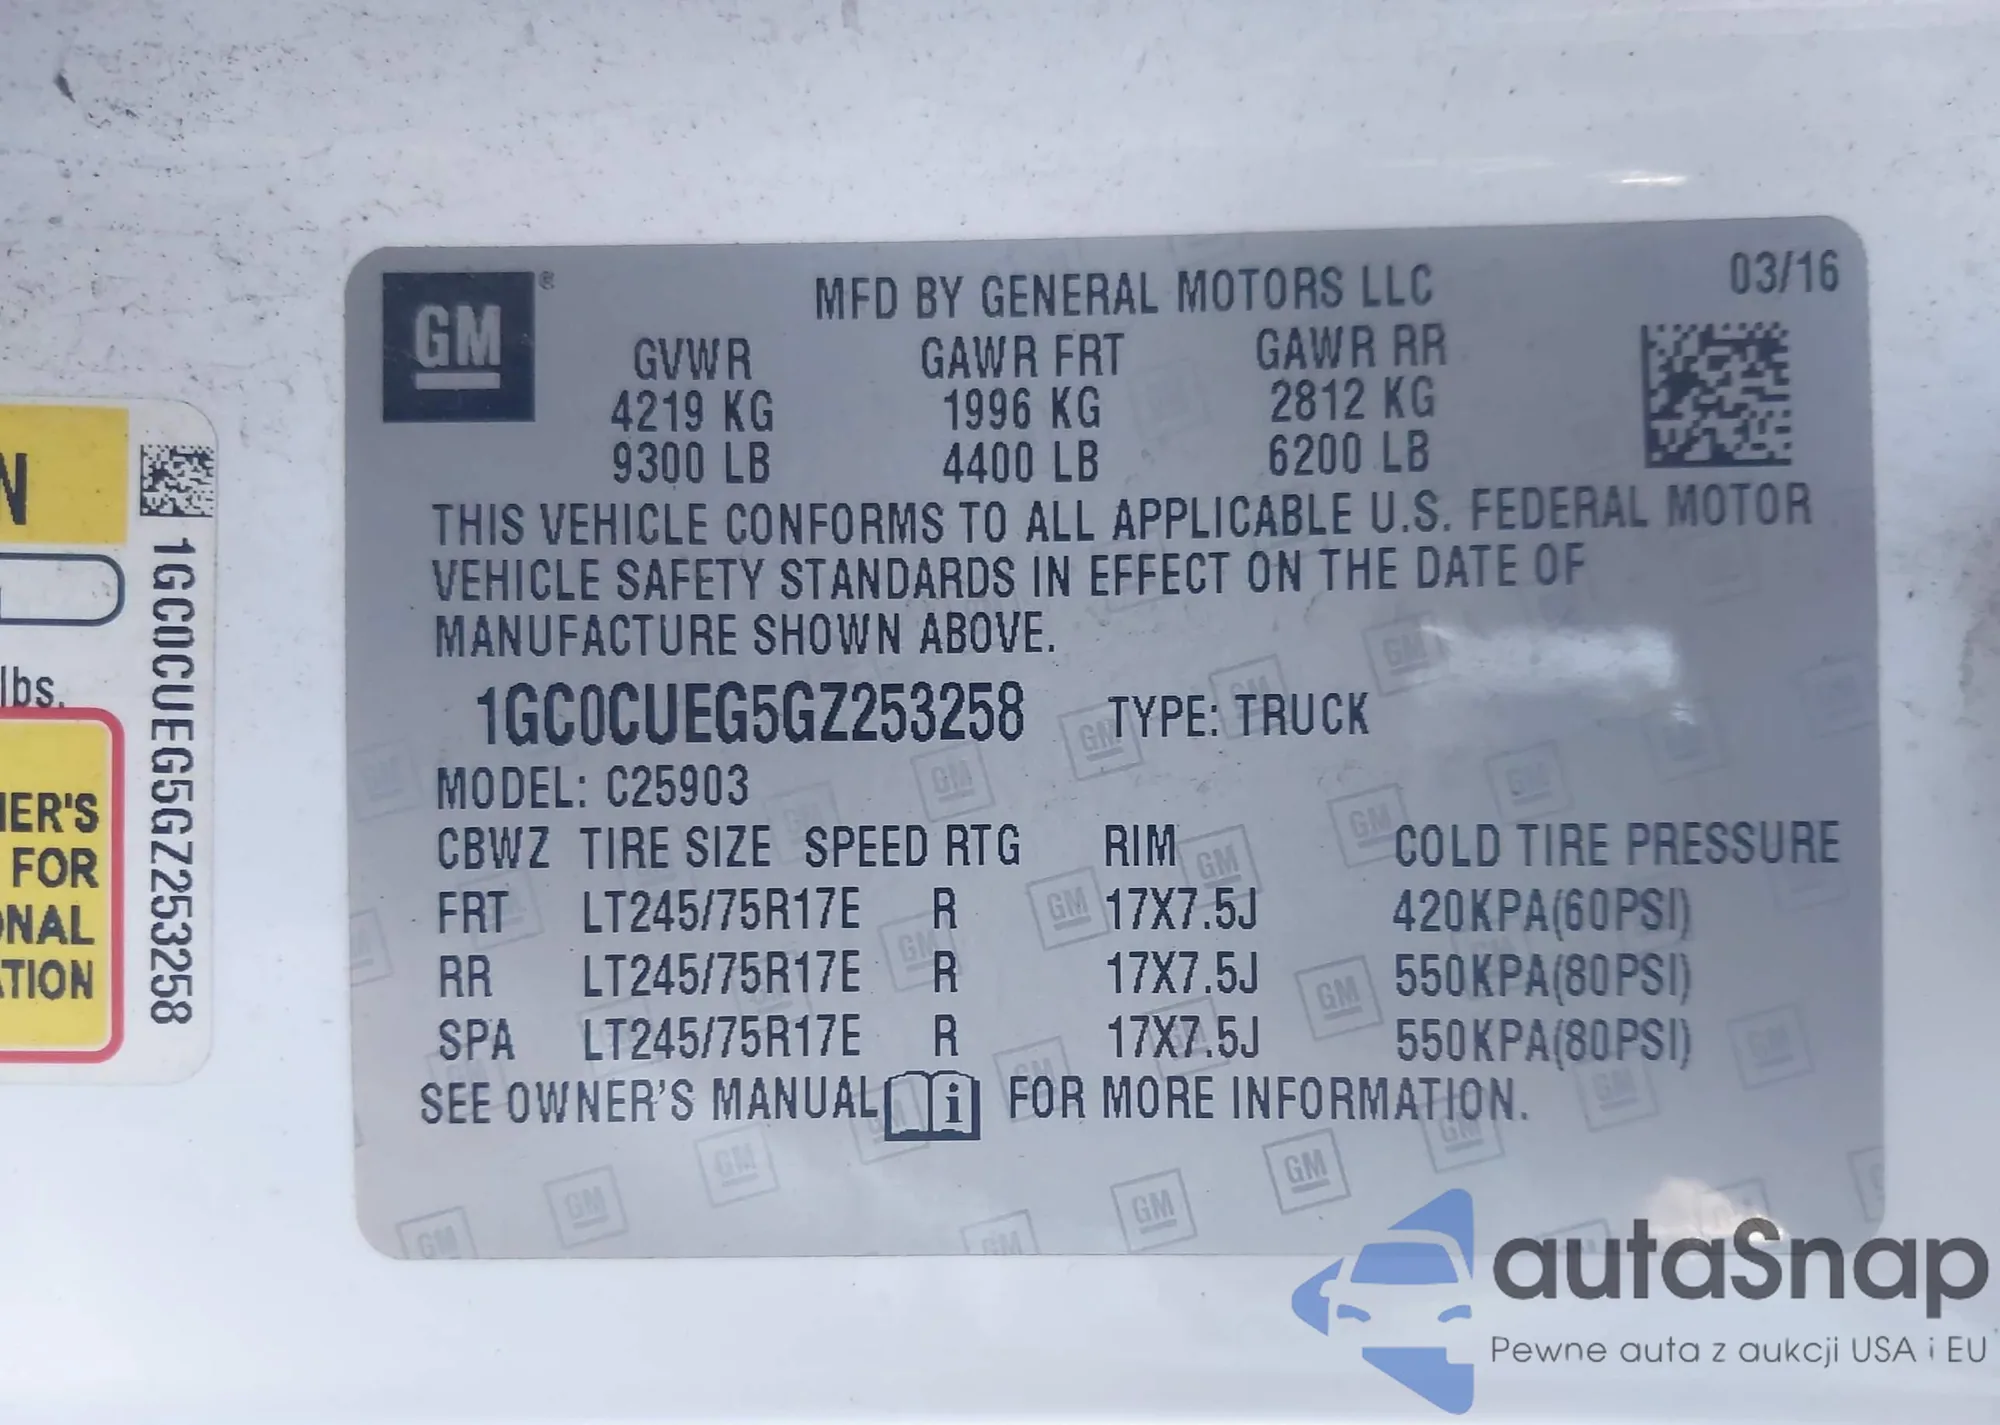 GM®
MFD BY GENERAL MOTORS LLC 03/16
GVWR GAWR FRT GAWR RR
4219 KG 1996 KG 2812 KG
9300 LB 4400 LB 6200 LB
THIS VEHICLE CONFORMS TO ALL APPLICABLE U.S. FEDERAL MOTOR
VEHICLE SAFETY STANDARDS IN EFFECT ON THE DATE OF
MANUFACTURE SHOWN ABOVE.
1GC0CUEG5GZ253258 TYPE: TRUCK
MODEL: C25903
CBWZ TIRE SIZE SPEED RTG RIM COLD TIRE PRESSURE
FRT LT245/75R17E R 17X7.5J 420KPA(60PSI)
RR LT245/75R17E R 17X7.5J 550KPA(80PSI)
SPA LT245/75R17E R 17X7.5J 550KPA(80PSI)
SEE OWNER'S MANUAL i FOR MORE INFORMATION.
N
lbs.
IER'S
FOR
ONAL
ATION
1GC0CUEG5GZ253258
autaSnap
Pewne auta z aukcji USA i EU